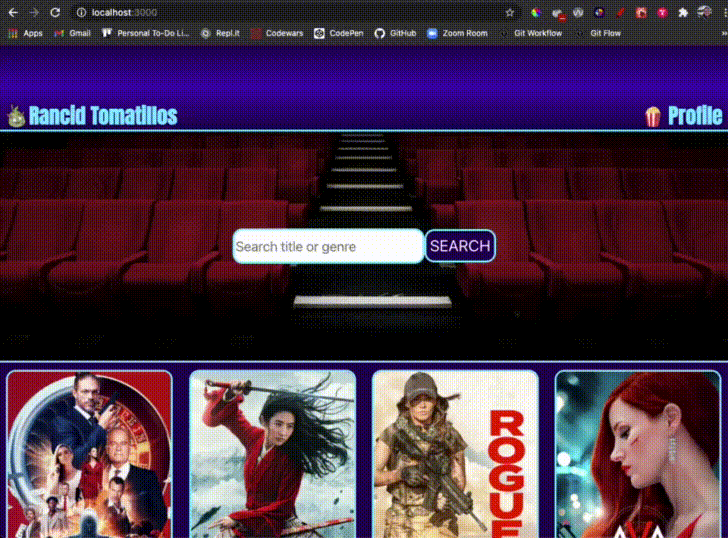 localhost:3000
Apps Gmail Personal To-Do Li... Repl.it Codewars CodePen GitHub Zoom Room Git Workflow Git Flow »
Rancid Tomatillos Profile
Search title or genre SEARCH
ROGUE